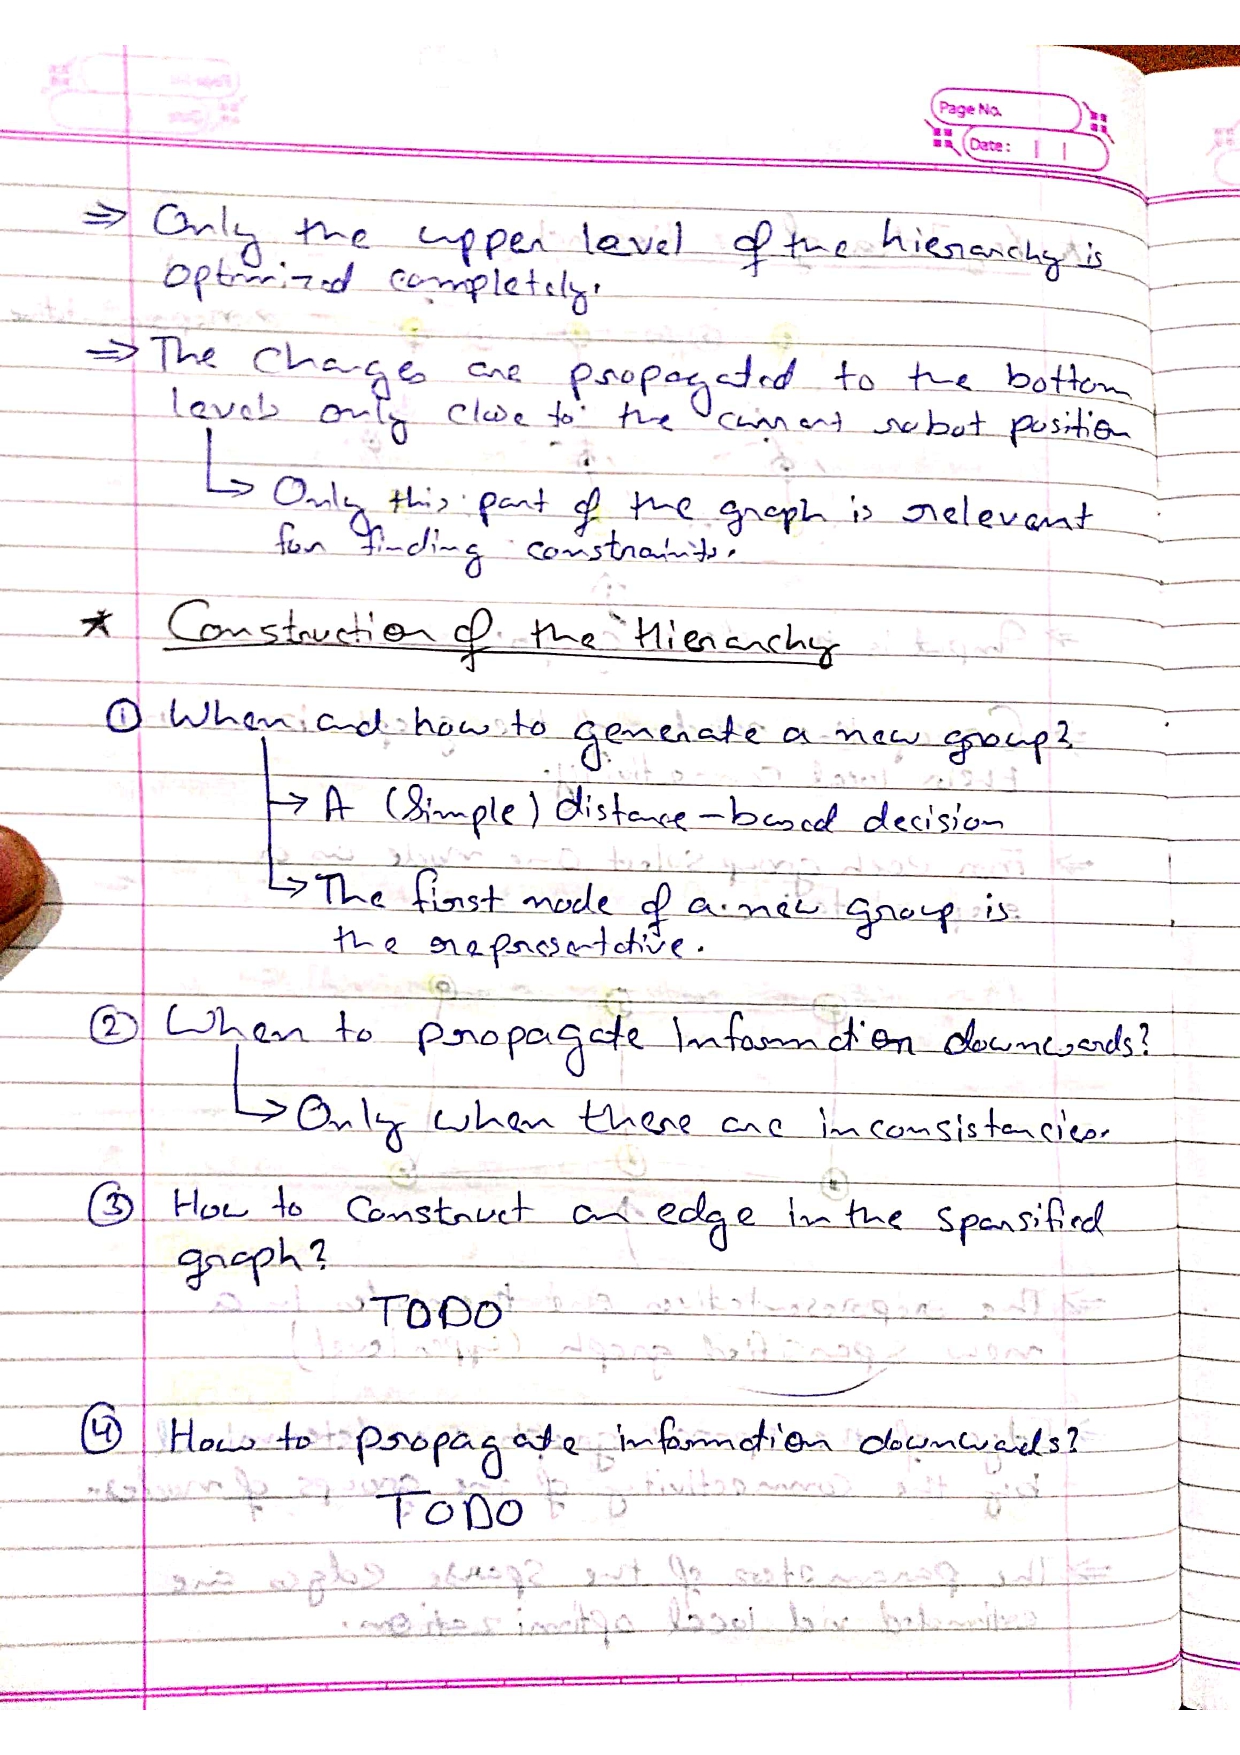 Page No.
Date:
⇒ Only the upper level of the hierarchy is
optimized completely.
⇒ The changes are propagated to the bottom
levels only close to the current robot position
↳ Only this part of the graph is relevant
for finding constraints.
* Construction of the Hierarchy
① When and how to generate a new group?
→ A (Simple) distance-based decision
↳ The first node of a new group is
the representative.
② When to propagate Information downwards?
↳ Only when there are inconsistencies.
③ How to Construct an edge in the sparsified
graph?
TODO
④ How to propagate information downwards?
TODO